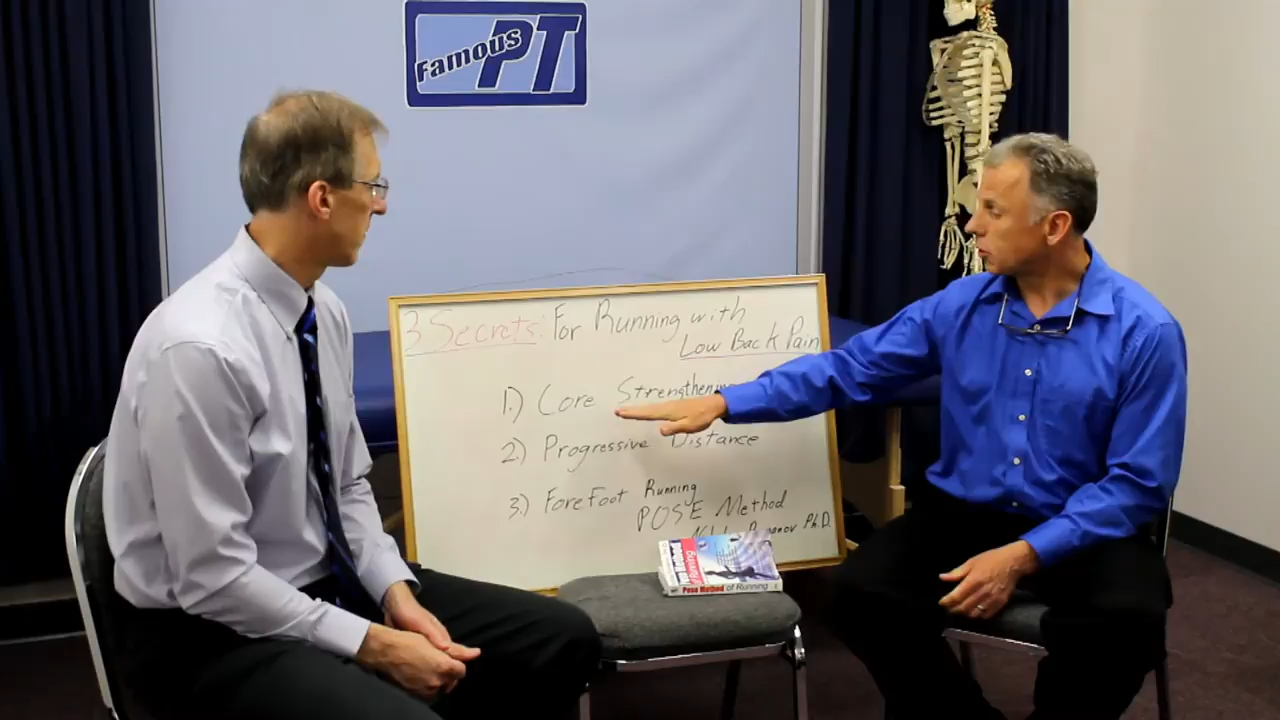 Famous PT
3 Secrets: For Running with
Low Back Pain
1.) Core Strengthening
2.) Progressive Distance
3.) ForeFoot Running
POSE Method
Ph.D.
Pose Method of Running